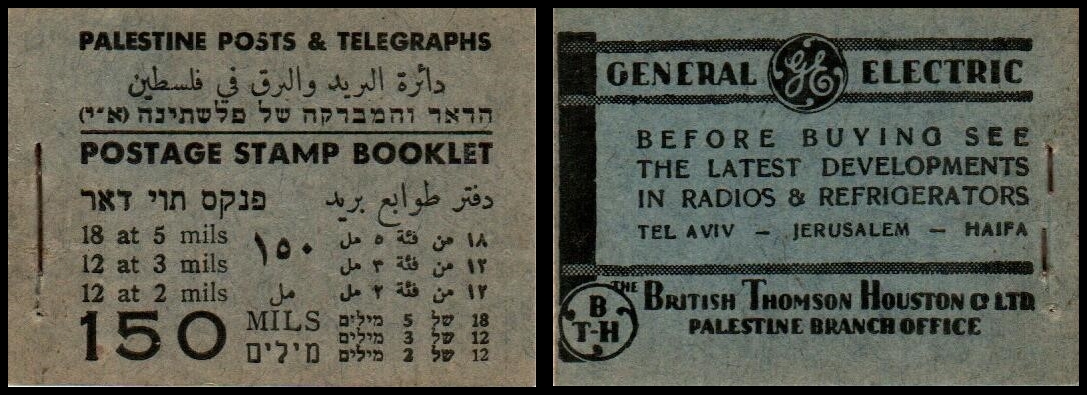 PALESTINE POSTS & TELEGRAPHS
دائرة البريد والبرق في فلسطين
הדאר והמברקה של פלשתינה (א״י)
POSTAGE STAMP BOOKLET
פנקס תוי דאר دفتر طوابع بريد
18 at 5 mils
12 at 3 mils
12 at 2 mils
١٥٠
مل
١٨ من فئة ٥ مل
١٢ من فئة ٣ مل
١٢ من فئة ٢ مل
150 MILS
מילים
18 של 5 מילים
12 של 3 מילים
12 של 2 מילים
GENERAL GE ELECTRIC
BEFORE BUYING SEE
THE LATEST DEVELOPMENTS
IN RADIOS & REFRIGERATORS
TEL AVIV – JERUSALEM – HAIFA
B
T-H
THE BRITISH THOMSON HOUSTON Co LTD
PALESTINE BRANCH OFFICE